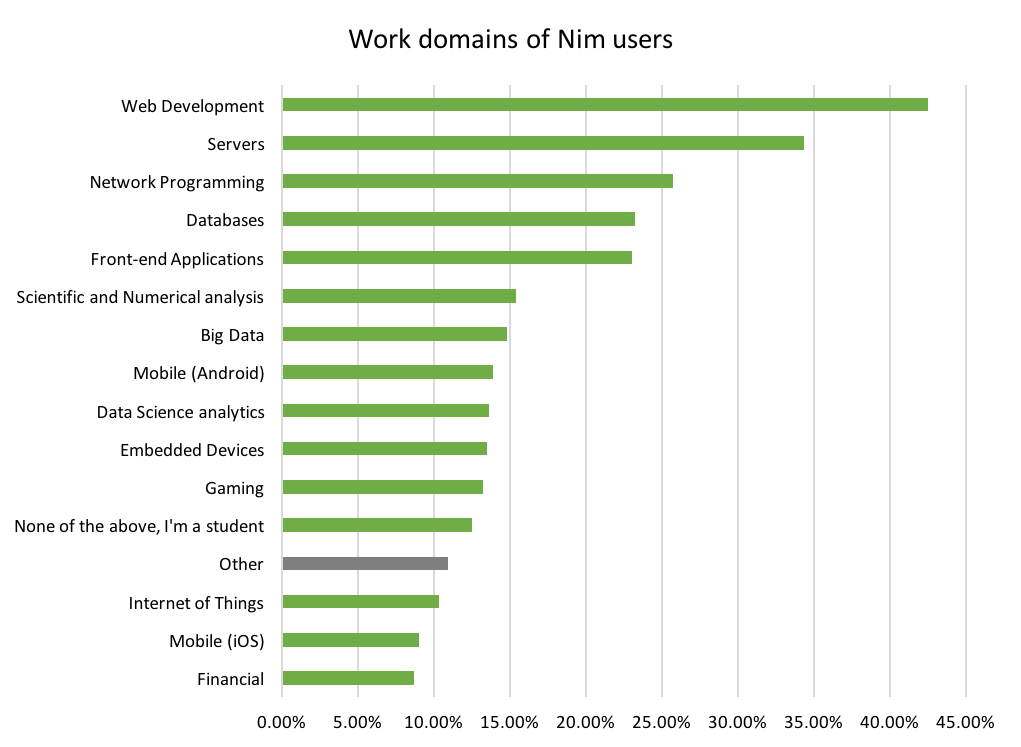 Work domains of Nim users
Web Development
Servers
Network Programming
Databases
Front-end Applications
Scientific and Numerical analysis
Big Data
Mobile (Android)
Data Science analytics
Embedded Devices
Gaming
None of the above, I'm a student
Other
Internet of Things
Mobile (iOS)
Financial
0.00% 5.00% 10.00% 15.00% 20.00% 25.00% 30.00% 35.00% 40.00% 45.00%